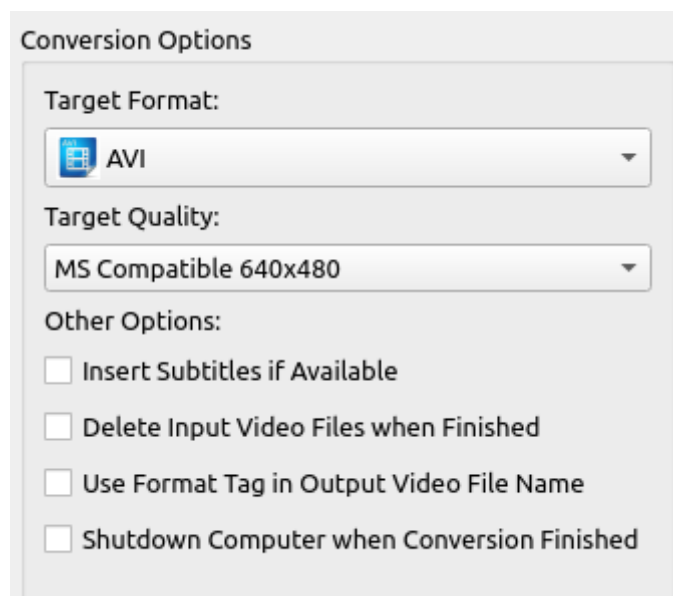 Conversion Options
Target Format:
AVI
Target Quality:
MS Compatible 640x480
Other Options:
Insert Subtitles if Available
Delete Input Video Files when Finished
Use Format Tag in Output Video File Name
Shutdown Computer when Conversion Finished